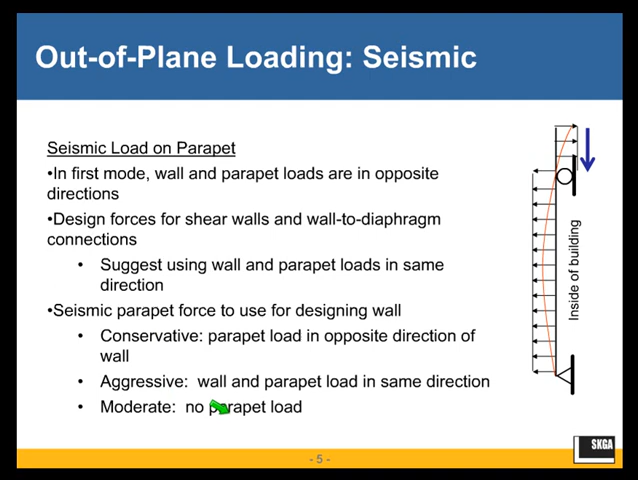 Out-of-Plane Loading: Seismic
Seismic Load on Parapet
•In first mode, wall and parapet loads are in opposite
directions
•Design forces for shear walls and wall-to-diaphragm
connections
• Suggest using wall and parapet loads in same
direction
•Seismic parapet force to use for designing wall
• Conservative: parapet load in opposite direction of
wall
• Aggressive: wall and parapet load in same direction
• Moderate: no parapet load
Inside of building
SKGA
- 5 -